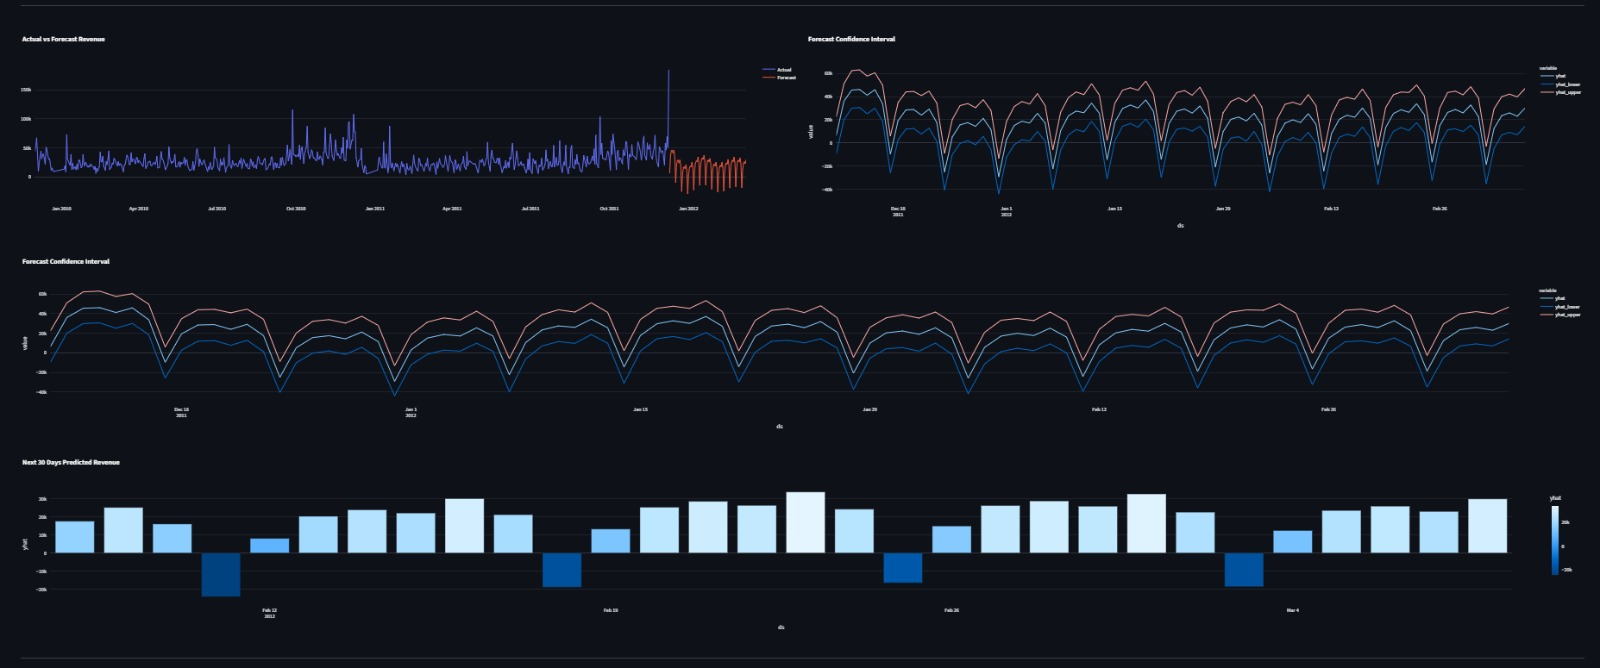 Actual vs Forecast Revenue
Actual
Forecast
150k
100k
50k
0
Jan 2010
Apr 2010
Jul 2010
Oct 2010
Jan 2011
Apr 2011
Jul 2011
Oct 2011
Jan 2012
Forecast Confidence Interval
variable
yhat
yhat_lower
yhat_upper
value
60k
40k
20k
0
−20k
−40k
Dec 18
2011
Jan 1
2012
Jan 15
Jan 29
Feb 12
Feb 26
ds
Forecast Confidence Interval
variable
yhat
yhat_lower
yhat_upper
value
60k
40k
20k
0
−20k
−40k
Dec 18
2011
Jan 1
2012
Jan 15
Jan 29
Feb 12
Feb 26
ds
Next 30 Days Predicted Revenue
yhat
30k
20k
10k
0
−10k
−20k
Feb 12
2012
Feb 19
Feb 26
Mar 4
ds
yhat
20k
0
−20k